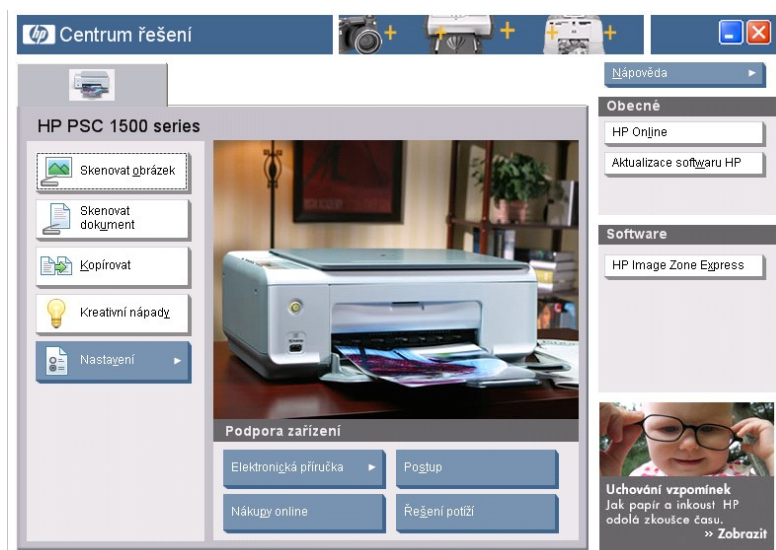 hp Centrum řešení
HP PSC 1500 series
Skenovat obrázek
Skenovat
dokument
Kopírovat
Kreativní nápady
Nastavení
Podpora zařízení
Elektronická příručka
Postup
Nákupy online
Řešení potíží
Nápověda
Obecné
HP Online
Aktualizace softwaru HP
Software
HP Image Zone Express
Uchování vzpomínek
Jak papír a inkoust HP
odolá zkoušce času.
» Zobrazit